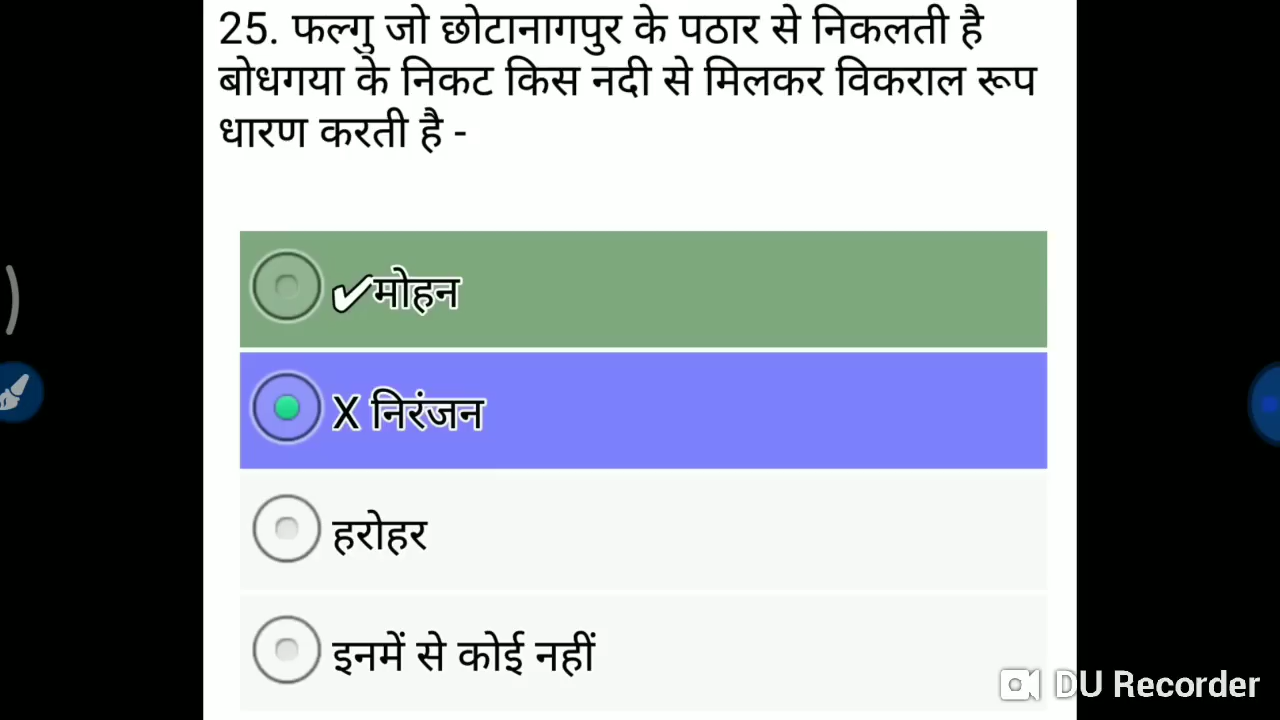 25. फल्गु जो छोटानागपुर के पठार से निकलती है
बोधगया के निकट किस नदी से मिलकर विकराल रूप
धारण करती है -
✔मोहन
X निरंजन
हरोहर
इनमें से कोई नहीं
DU Recorder